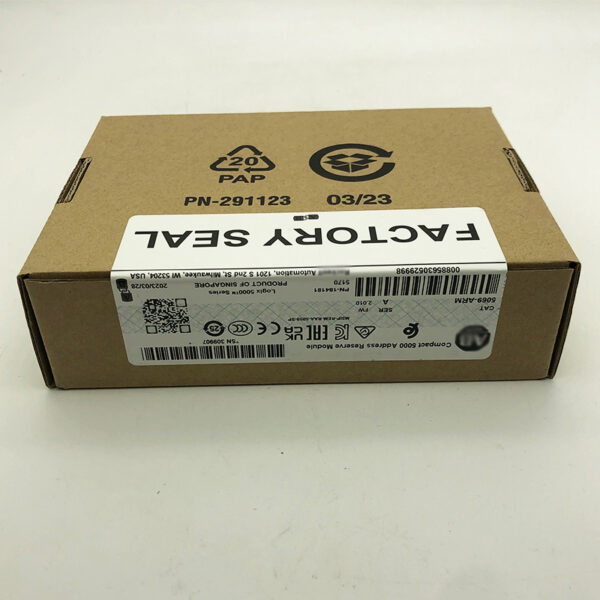 20
PAP
PN-291123
03/23
FACTORY SEAL
Compact 5000 Address Reserve Module
*SN 309907
CAT
5069-ARM
SER
A
FW
2.010
25
PN-184181
5170
Logix 5000™ Series
PRODUCT OF SINGAPORE
2023/03/28
Automation, 1201 S 2nd St, Milwaukee, WI 53204, USA